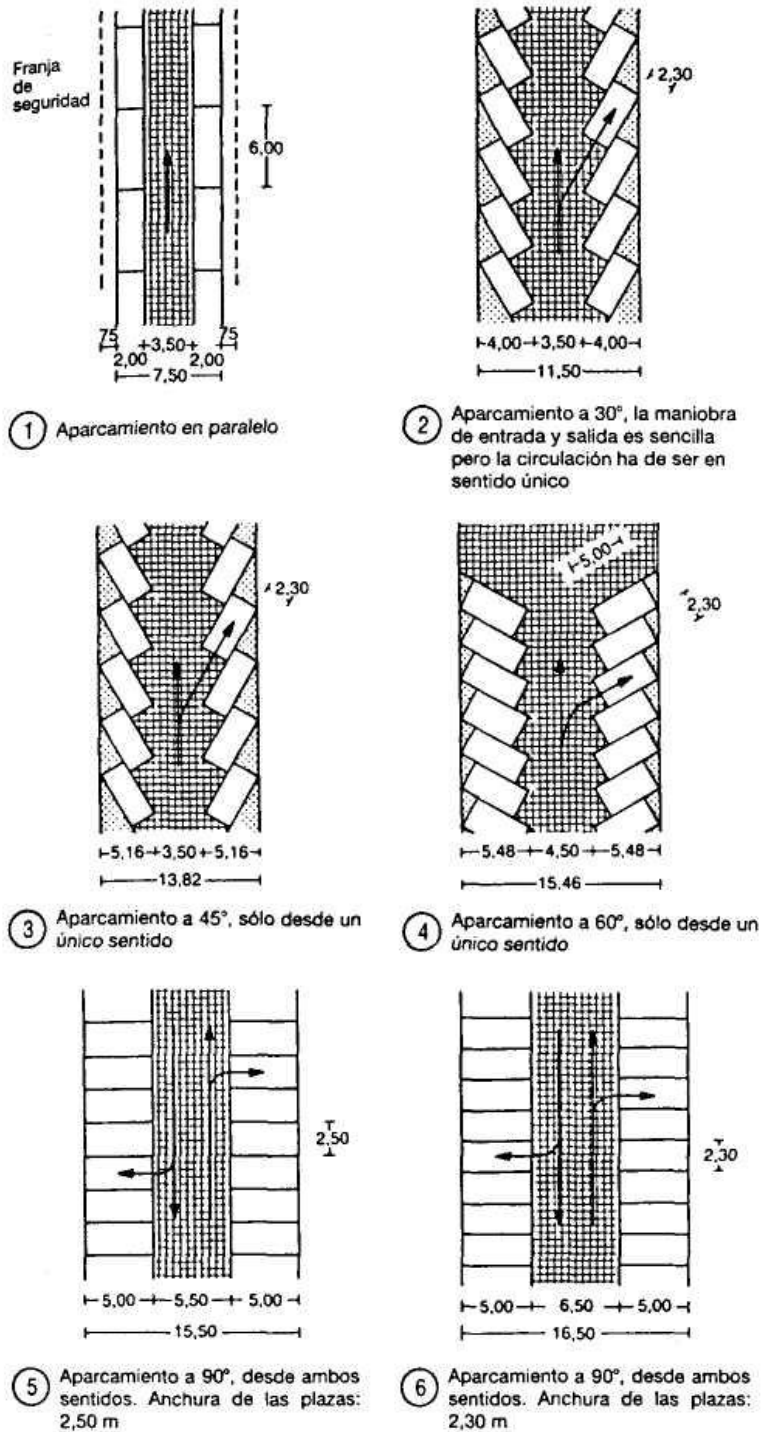 Franja
de
seguridad
6,00
75 +3,50+ 75
2,00 2,00
7,50
1 Aparcamiento en paralelo
2,30
4,00 3,50 4,00
11,50
2 Aparcamiento a 30°, la maniobra
de entrada y salida es sencilla
pero la circulación ha de ser en
sentido único
2,30
5,16 3,50 5,16
13,82
3 Aparcamiento a 45°, sólo desde un
único sentido
5,00
2,30
5,48 4,50 5,48
15,46
4 Aparcamiento a 60°, sólo desde un
único sentido
2,50
5,00 5,50 5,00
15,50
5 Aparcamiento a 90°, desde ambos
sentidos. Anchura de las plazas:
2,50 m
2,30
5,00 6,50 5,00
16,50
6 Aparcamiento a 90°, desde ambos
sentidos. Anchura de las plazas:
2,30 m